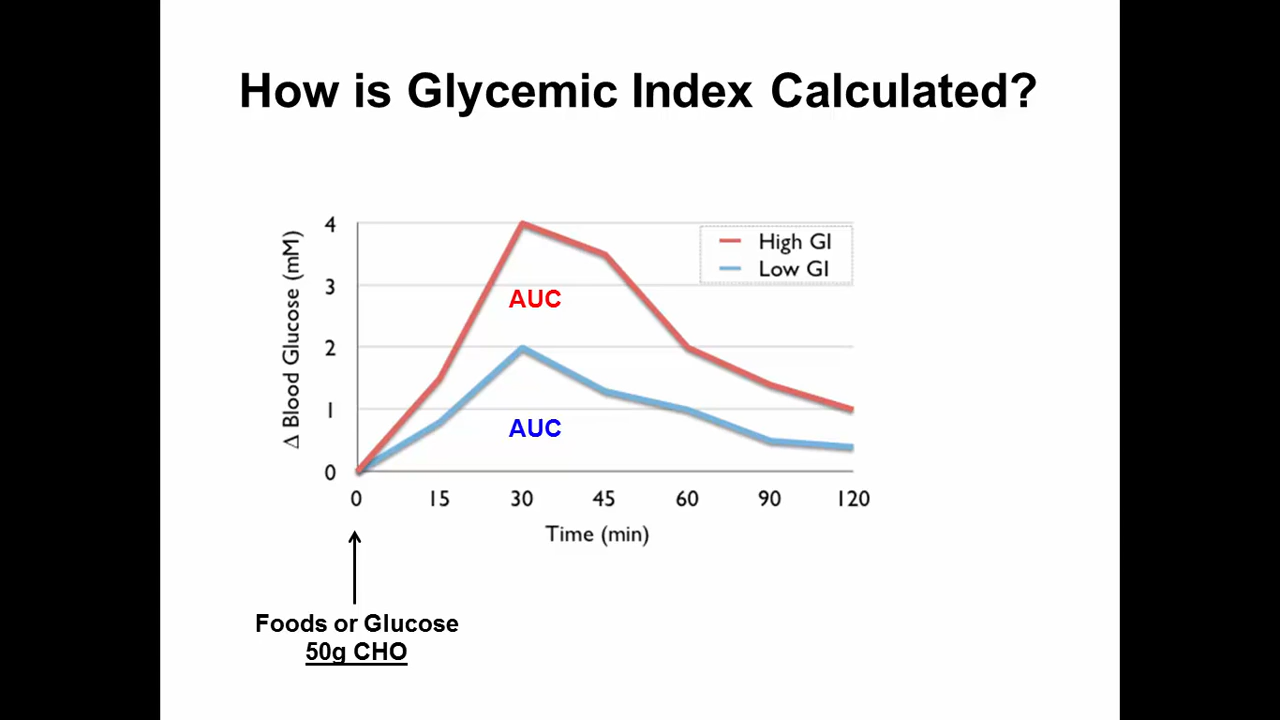 How is Glycemic Index Calculated?
High GI
Low GI
Δ Blood Glucose (mM)
4
3
2
1
0
AUC
AUC
0 15 30 45 60 90 120
Time (min)
Foods or Glucose
50g CHO